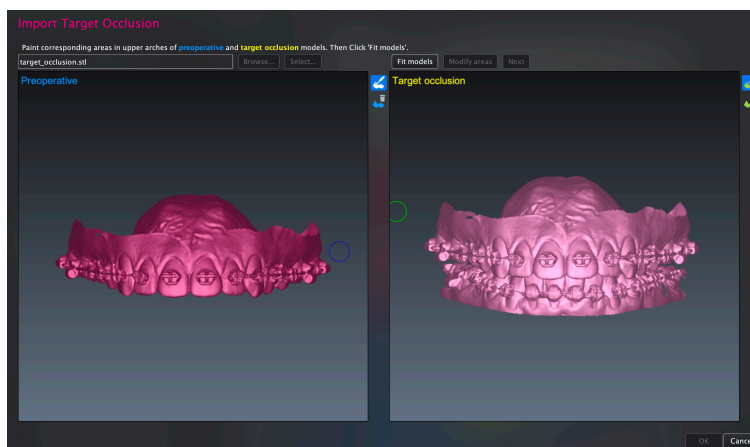 Import Target Occlusion
Paint corresponding areas in upper arches of preoperative and target occlusion models. Then Click 'Fit models'.
target_occlusion.stl Browse... Select... Fit models Modify areas Next
Preoperative Target occlusion
OK Cance